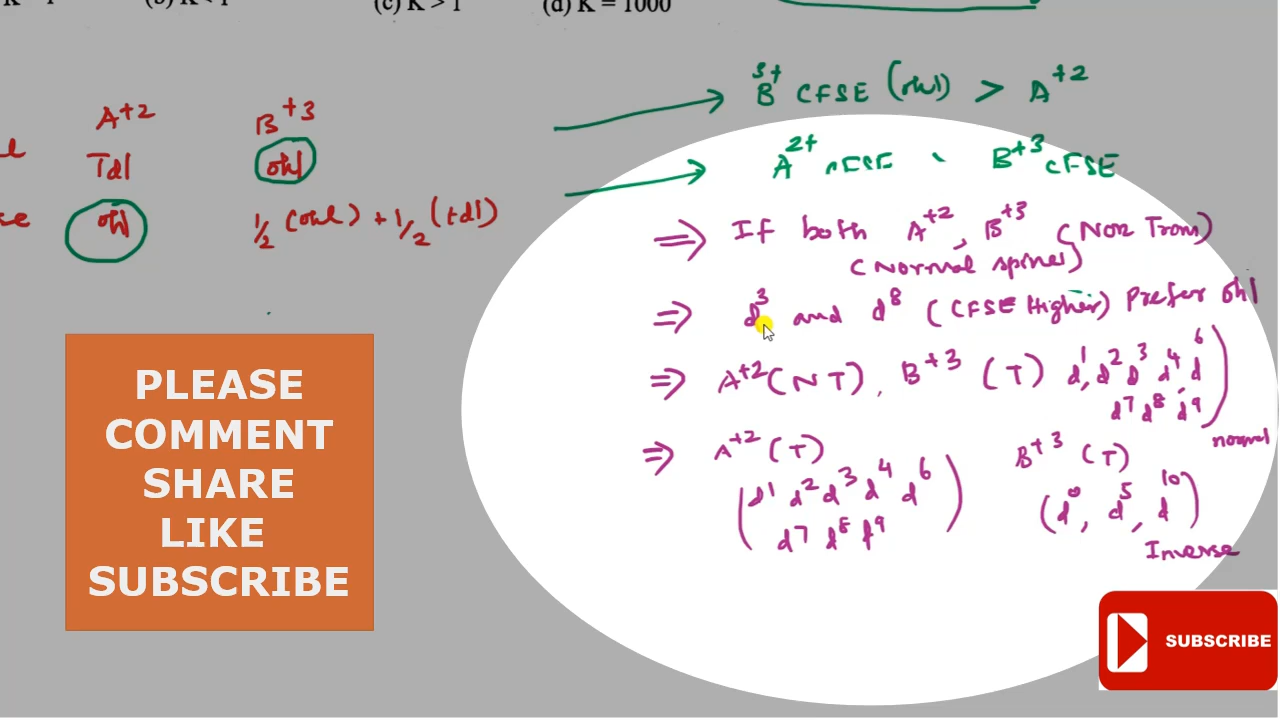 (c) K > 1 (d) K = 1000
A+2 B+3
Tdl ohl
ohl 1/2 (ohl) + 1/2 (tdl)
B3+ CFSE (ohl) > A+2
A2+ CFSE B+3 CFSE
⇒ If both A+2, B+3 (Non Tran)
(Normal spinel)
⇒ d3 and d8 (CFSE Higher) Prefer ohl
⇒ A+2 (NT), B+3 (T) d1, d2 d3 d4 d6
d7 d8 d9)
normal
⇒ A+2 (T) B+3 (T)
(d1 d2 d3 d4 d6 (d0, d5, d10)
d7 d8 d9)
Inverse
PLEASE
COMMENT
SHARE
LIKE
SUBSCRIBE
SUBSCRIBE